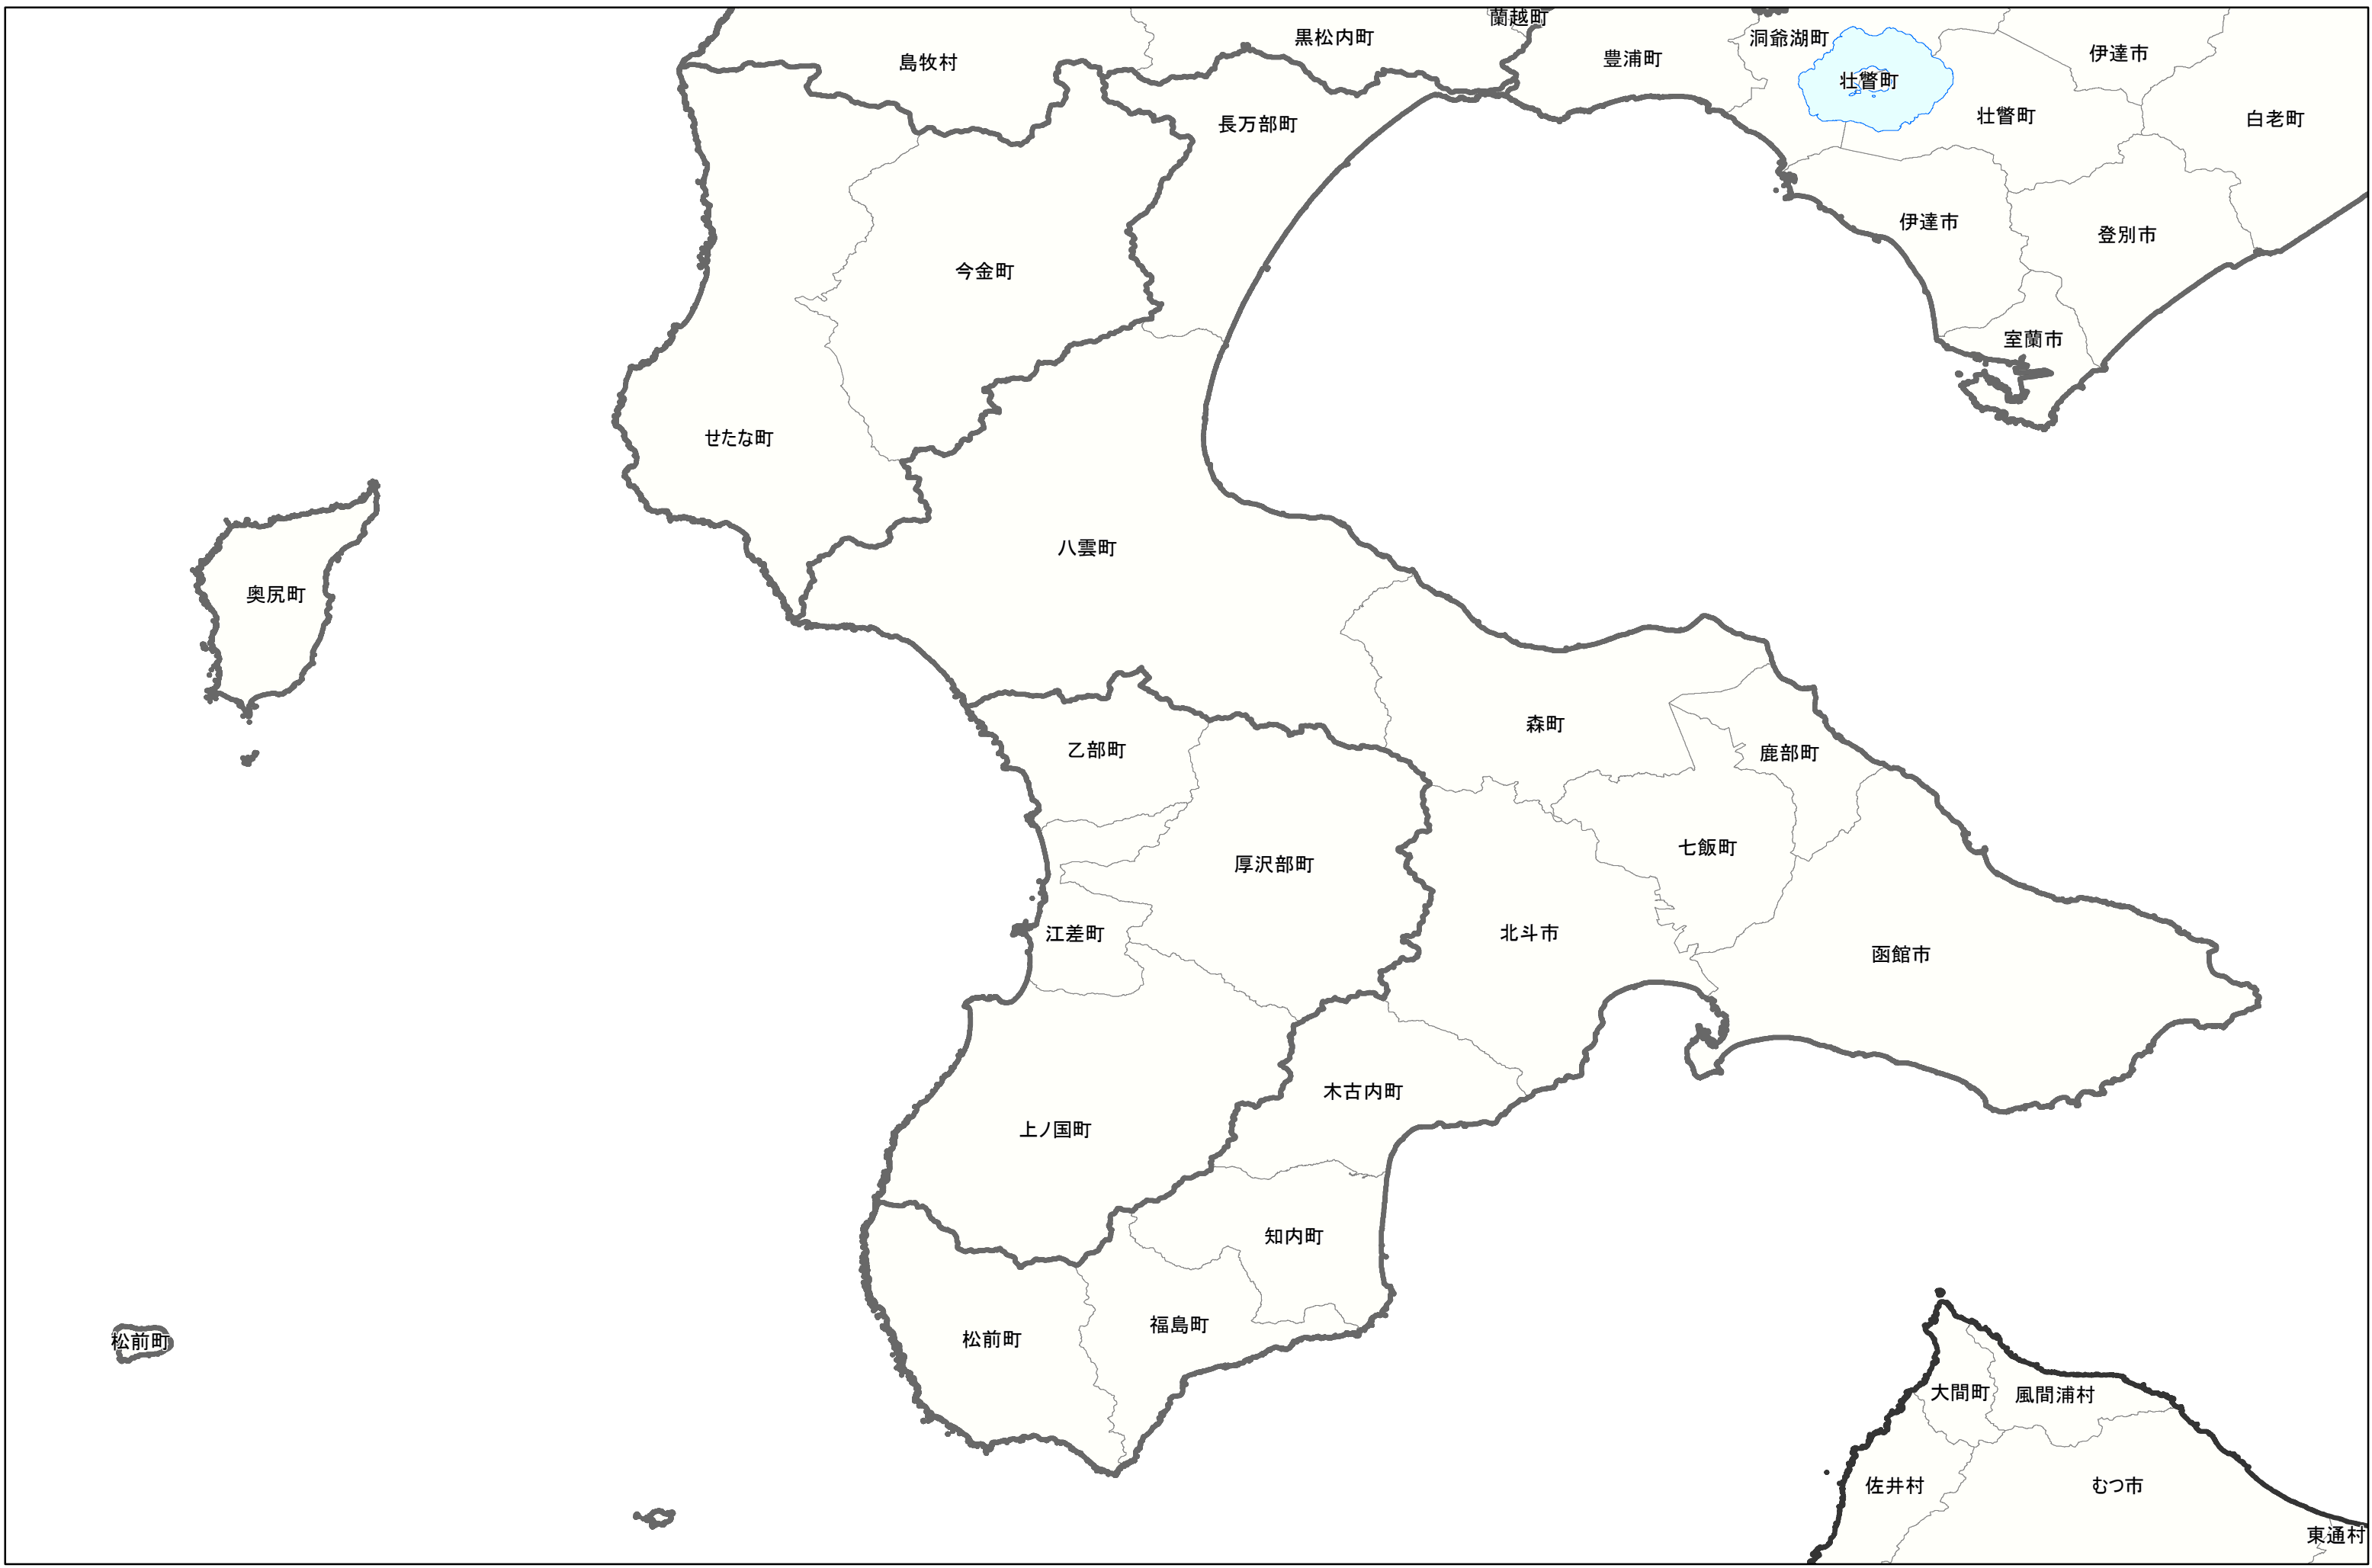 蘭越町
黒松内町
洞爺湖町
伊達市
豊浦町
島牧村
壮瞥町
壮瞥町
白老町
長万部町
伊達市
登別市
今金町
室蘭市
せたな町
八雲町
奥尻町
森町
乙部町
鹿部町
七飯町
厚沢部町
江差町
北斗市
函館市
木古内町
上ノ国町
知内町
福島町
松前町
松前町
大間町
風間浦村
佐井村
むつ市
東通村